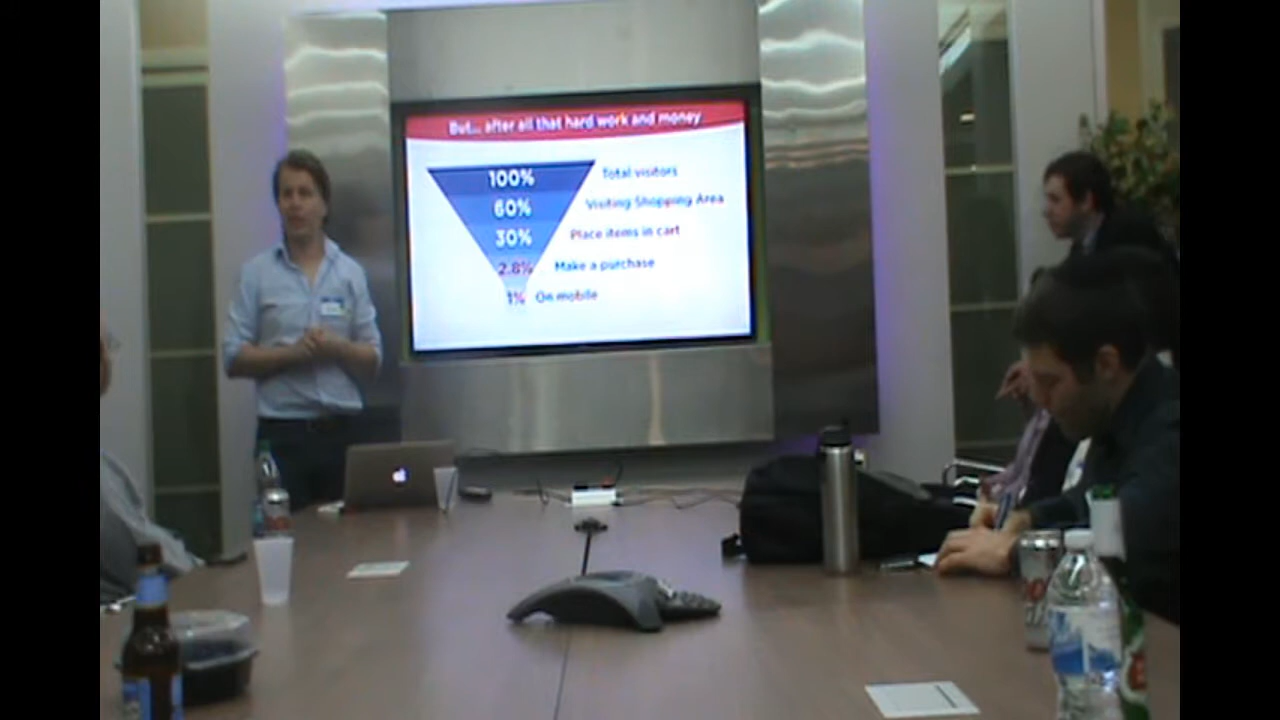 But... after all that hard work and money
100% Total visitors
60% Visiting Shopping Area
30% Place items in cart
2.8% Make a purchase
1% On mobile